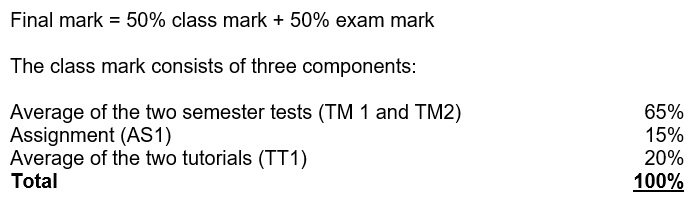 Final mark = 50% class mark + 50% exam mark
The class mark consists of three components:
Average of the two semester tests (TM 1 and TM2) 65%
Assignment (AS1) 15%
Average of the two tutorials (TT1) 20%
Total 100%